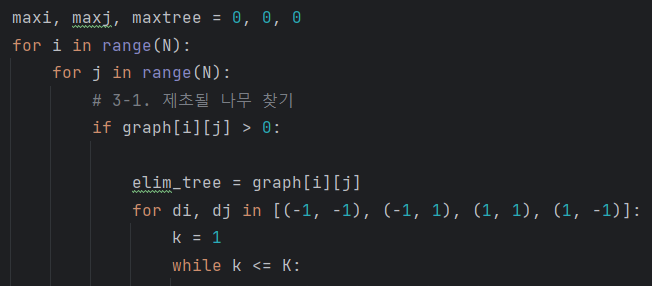 maxi, maxj, maxtree = 0, 0, 0
for i in range(N):
for j in range(N):
# 3-1. 제초될 나무 찾기
if graph[i][j] > 0:
elim_tree = graph[i][j]
for di, dj in [(-1, -1), (-1, 1), (1, 1), (1, -1)]:
k = 1
while k <= K: